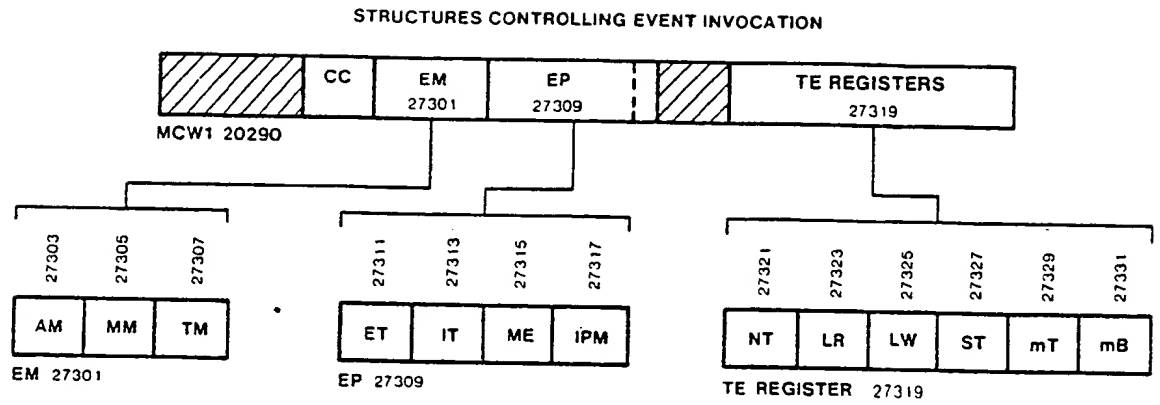 STRUCTURES CONTROLLING EVENT INVOCATION
CC EM EP TE REGISTERS
27301 27309 27319
MCW1 20290
27303 27305 27307 27311 27313 27315 27317 27321 27323 27325 27327 27329 27331
AM MM TM ET IT ME IPM NT LR LW ST mT mB
EM 27301 EP 27309 TE REGISTER 27319